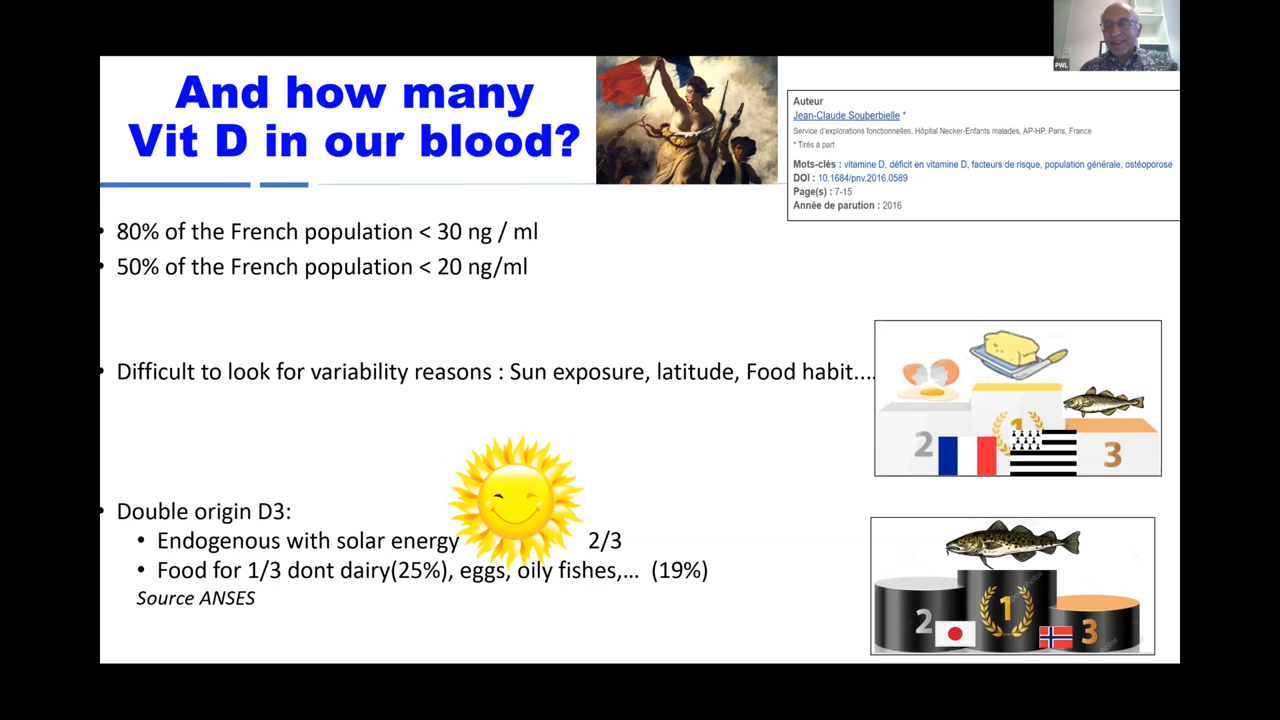 And how many
Vit D in our blood?
PWL
Auteur
Jean-Claude Souberbielle *
Service d'explorations fonctionnelles, Hôpital Necker-Enfants malades, AP-HP, Paris, France
* Tirés à part
Mots-clés : vitamine D, déficit en vitamine D, facteurs de risque, population générale, ostéoporose
DOI : 10.1684/pnv.2016.0589
Page(s) : 7-15
Année de parution : 2016
• 80% of the French population < 30 ng / ml
• 50% of the French population < 20 ng/ml
• Difficult to look for variability reasons : Sun exposure, latitude, Food habit....
2 1 3
• Double origin D3:
• Endogenous with solar energy 2/3
• Food for 1/3 dont dairy(25%), eggs, oily fishes,... (19%)
Source ANSES
2 1 3